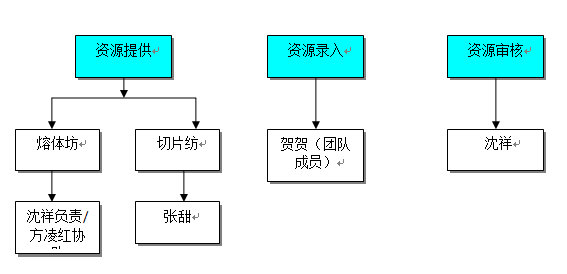 资源提供
资源录入
资源审核
熔体坊
切片纺
贺贺（团队
成员）
沈祥
沈祥负责/
方凌红协
张甜